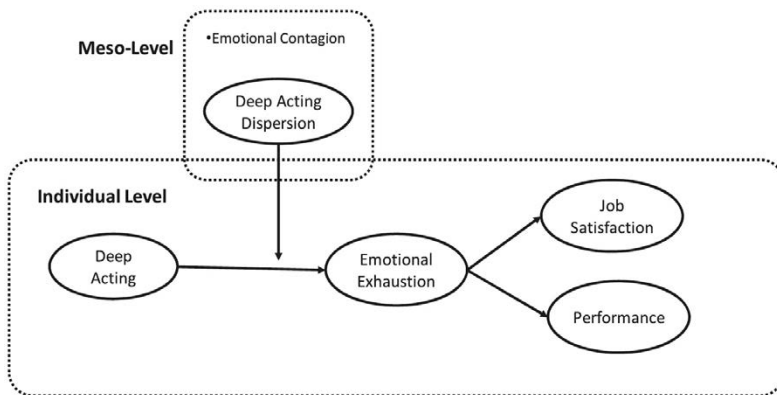 •Emotional Contagion
Meso-Level
Deep Acting
Dispersion
Individual Level
Job
Satisfaction
Deep
Acting
Emotional
Exhaustion
Performance